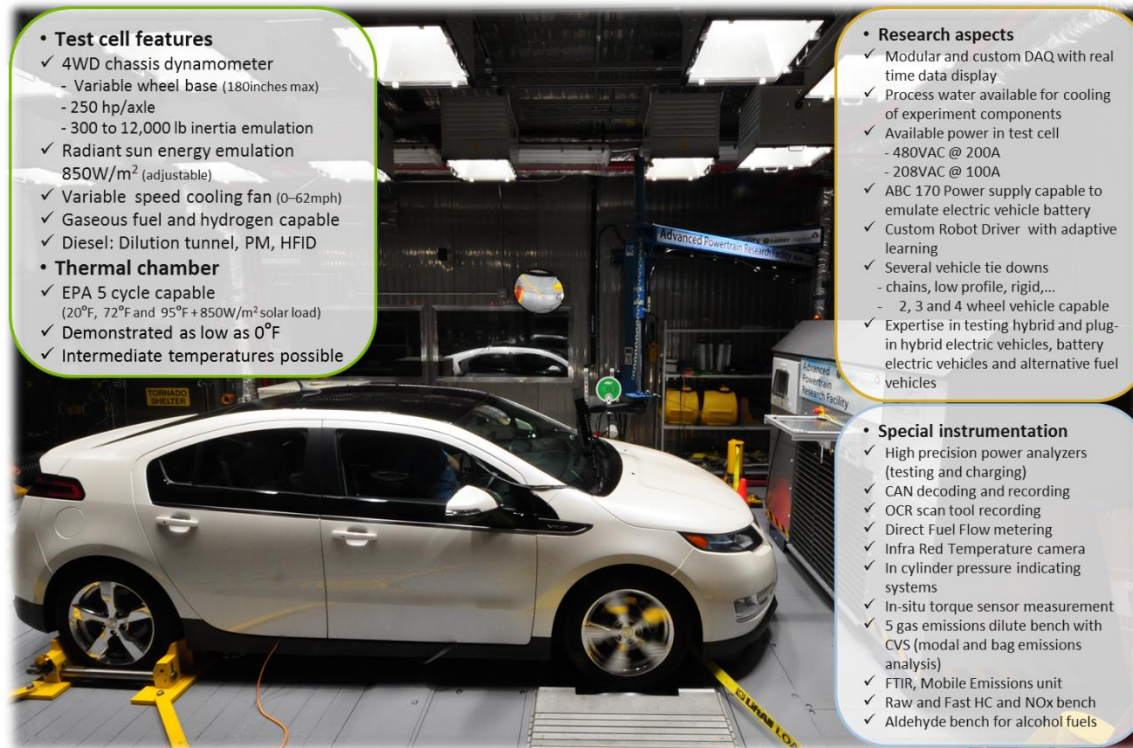 • Test cell features
✓ 4WD chassis dynamometer
- Variable wheel base (180inches max)
- 250 hp/axle
- 300 to 12,000 lb inertia emulation
✓ Radiant sun energy emulation
850W/m² (adjustable)
✓ Variable speed cooling fan (0–62mph)
✓ Gaseous fuel and hydrogen capable
✓ Diesel: Dilution tunnel, PM, HFID
• Thermal chamber
✓ EPA 5 cycle capable
(20°F, 72°F and 95°F + 850W/m² solar load)
✓ Demonstrated as low as 0°F
✓ Intermediate temperatures possible
• Research aspects
✓ Modular and custom DAQ with real
time data display
✓ Process water available for cooling
of experiment components
✓ Available power in test cell
- 480VAC @ 200A
- 208VAC @ 100A
✓ ABC 170 Power supply capable to
emulate electric vehicle battery
✓ Custom Robot Driver with adaptive
learning
✓ Several vehicle tie downs
- chains, low profile, rigid,...
- 2, 3 and 4 wheel vehicle capable
✓ Expertise in testing hybrid and plug-
in hybrid electric vehicles, battery
electric vehicles and alternative fuel
vehicles
• Special instrumentation
✓ High precision power analyzers
(testing and charging)
✓ CAN decoding and recording
✓ OCR scan tool recording
✓ Direct Fuel Flow metering
✓ Infra Red Temperature camera
✓ In cylinder pressure indicating
systems
✓ In-situ torque sensor measurement
✓ 5 gas emissions dilute bench with
CVS (modal and bag emissions
analysis)
✓ FTIR, Mobile Emissions unit
✓ Raw and Fast HC and NOx bench
✓ Aldehyde bench for alcohol fuels
Advanced Powertrain Research Facility
TORNADO
SHELTER
Advanced
Powertrain
Research Facility